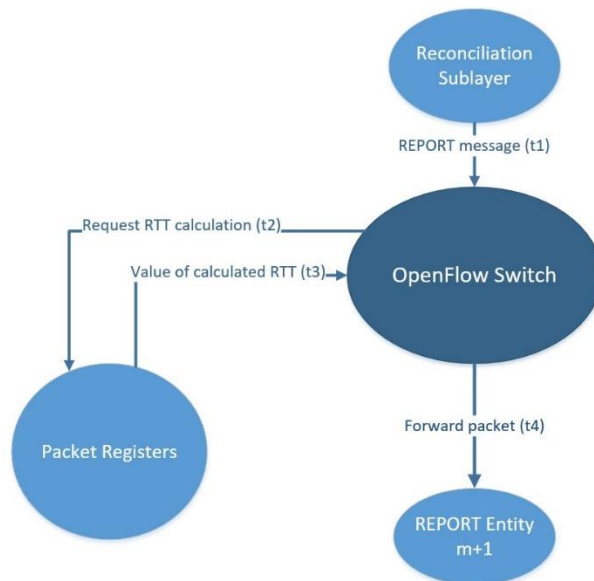 Reconciliation
Sublayer
REPORT message (t1)
Request RTT calculation (t2)
Value of calculated RTT (t3)
OpenFlow Switch
Forward packet (t4)
Packet Registers
REPORT Entity
m+1